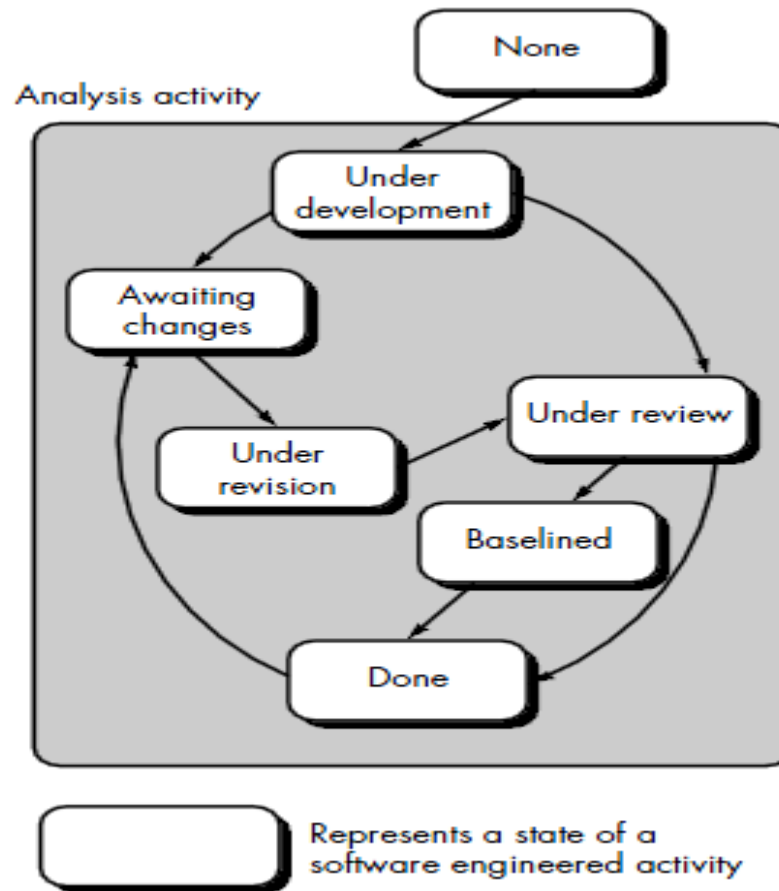 None
Analysis activity
Under
development
Awaiting
changes
Under review
Under
revision
Baselined
Done
Represents a state of a
software engineered activity